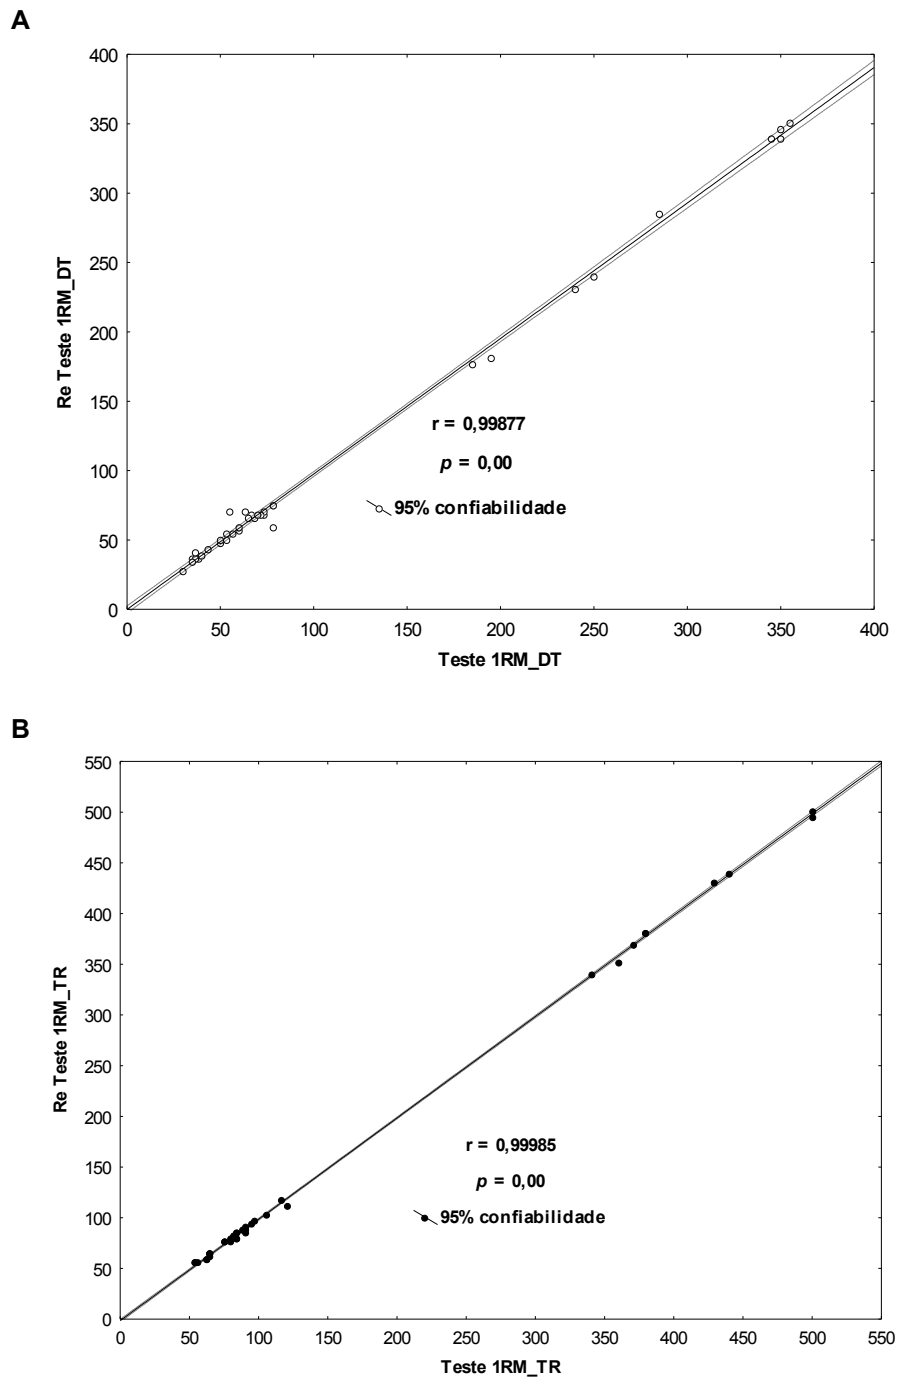 A
400
350
300
250
200
150
100
50
0
Re Teste 1RM_DT
r = 0,99877
p = 0,00
95% confiabilidade
0 50 100 150 200 250 300 350 400
Teste 1RM_DT
B
550
500
450
400
350
300
250
200
150
100
50
0
Re Teste 1RM_TR
r = 0,99985
p = 0,00
95% confiabilidade
0 50 100 150 200 250 300 350 400 450 500 550
Teste 1RM_TR